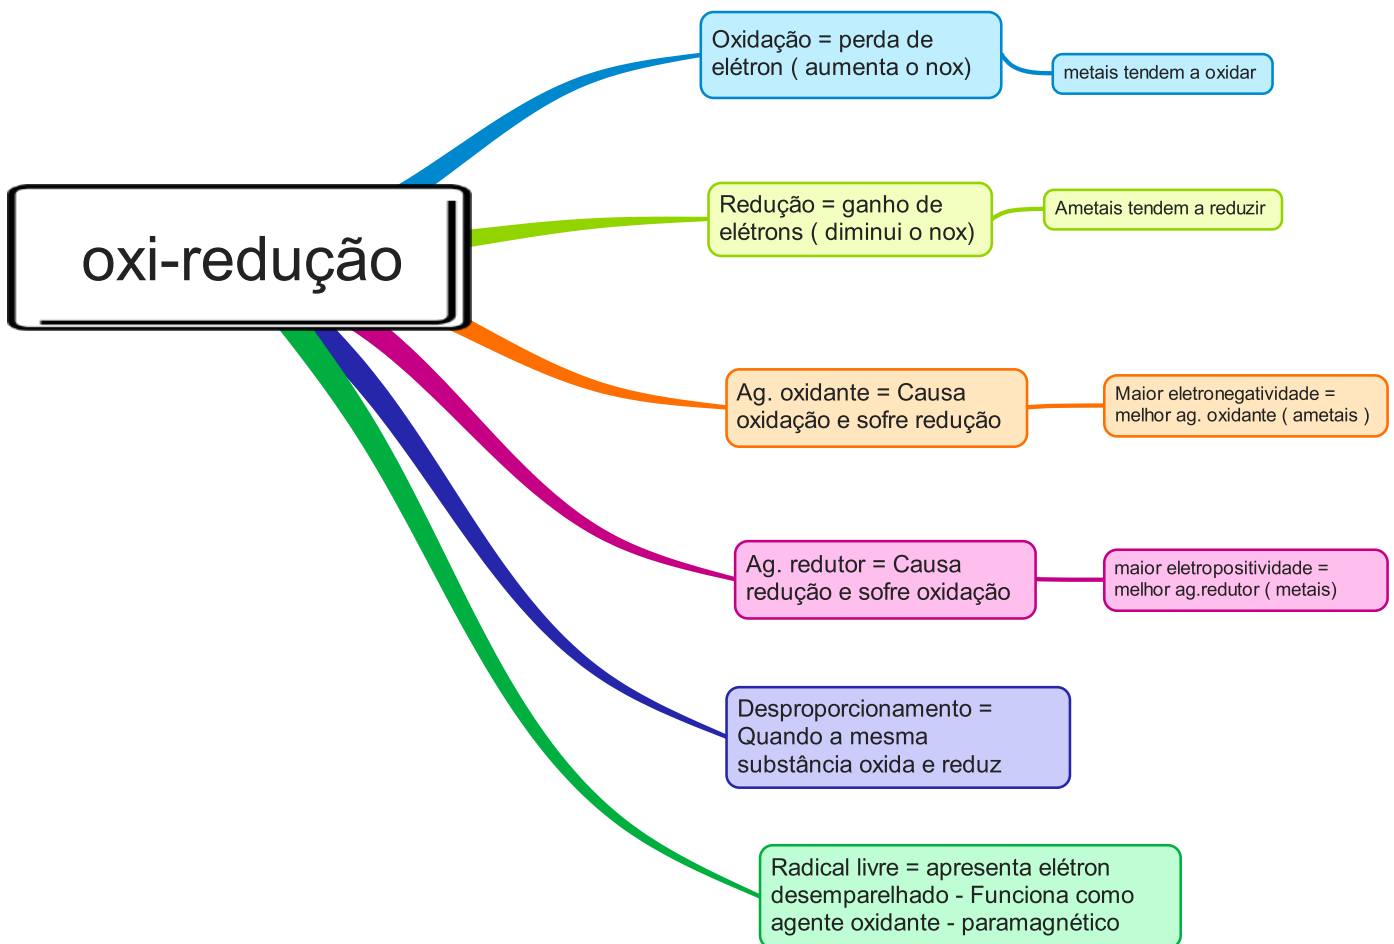 oxi-redução
Oxidação = perda de
elétron ( aumenta o nox)
metais tendem a oxidar
Redução = ganho de
elétrons ( diminui o nox)
Ametais tendem a reduzir
Ag. oxidante = Causa
oxidação e sofre redução
Maior eletronegatividade =
melhor ag. oxidante ( ametais )
Ag. redutor = Causa
redução e sofre oxidação
maior eletropositividade =
melhor ag.redutor ( metais)
Desproporcionamento =
Quando a mesma
substância oxida e reduz
Radical livre = apresenta elétron
desemparelhado - Funciona como
agente oxidante - paramagnético